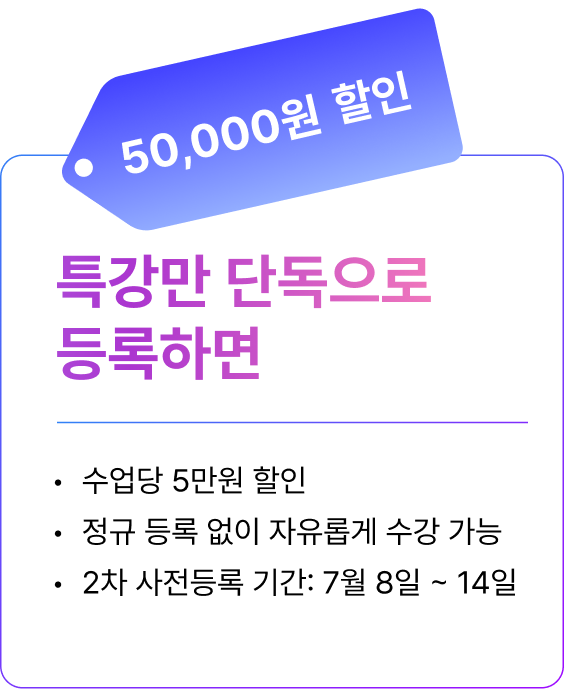 50,000원 할인
특강만 단독으로
등록하면
• 수업당 5만원 할인
• 정규 등록 없이 자유롭게 수강 가능
• 2차 사전등록 기간: 7월 8일 ~ 14일